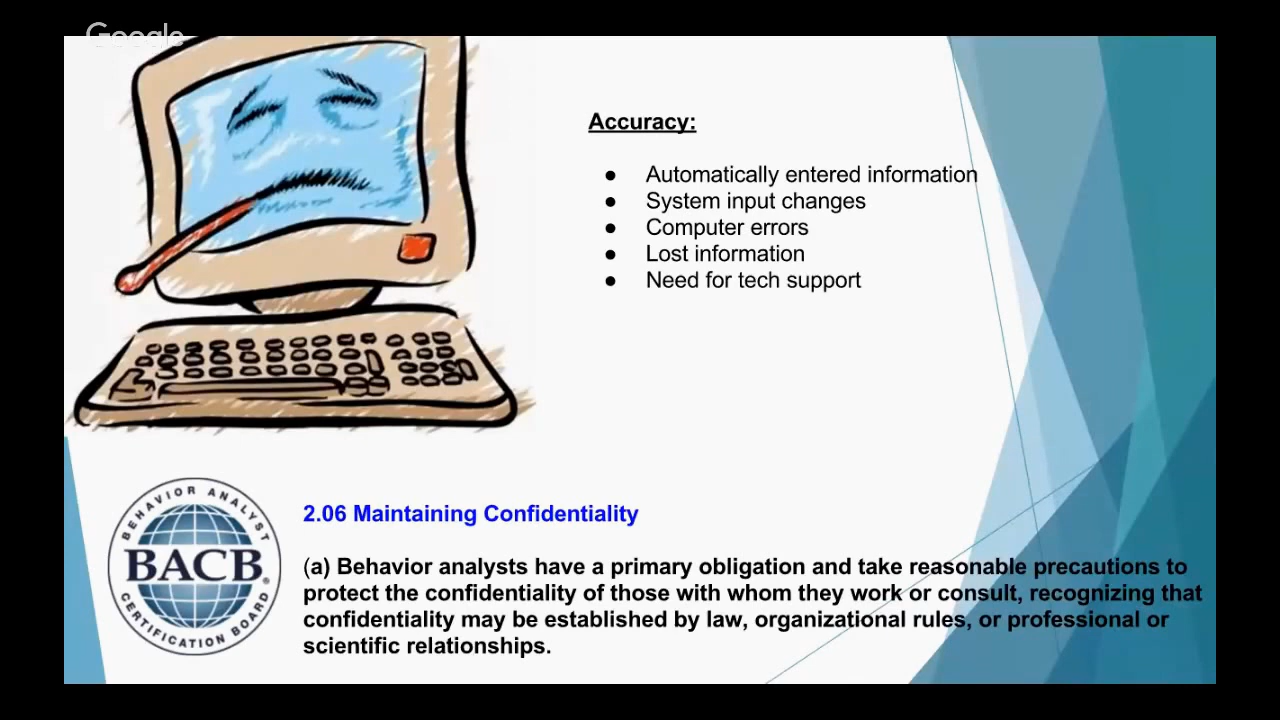 Google
Accuracy:
● Automatically entered information
● System input changes
● Computer errors
● Lost information
● Need for tech support
BEHAVIOR ANALYST
BACB®
CERTIFICATION BOARD
2.06 Maintaining Confidentiality
(a) Behavior analysts have a primary obligation and take reasonable precautions to
protect the confidentiality of those with whom they work or consult, recognizing that
confidentiality may be established by law, organizational rules, or professional or
scientific relationships.